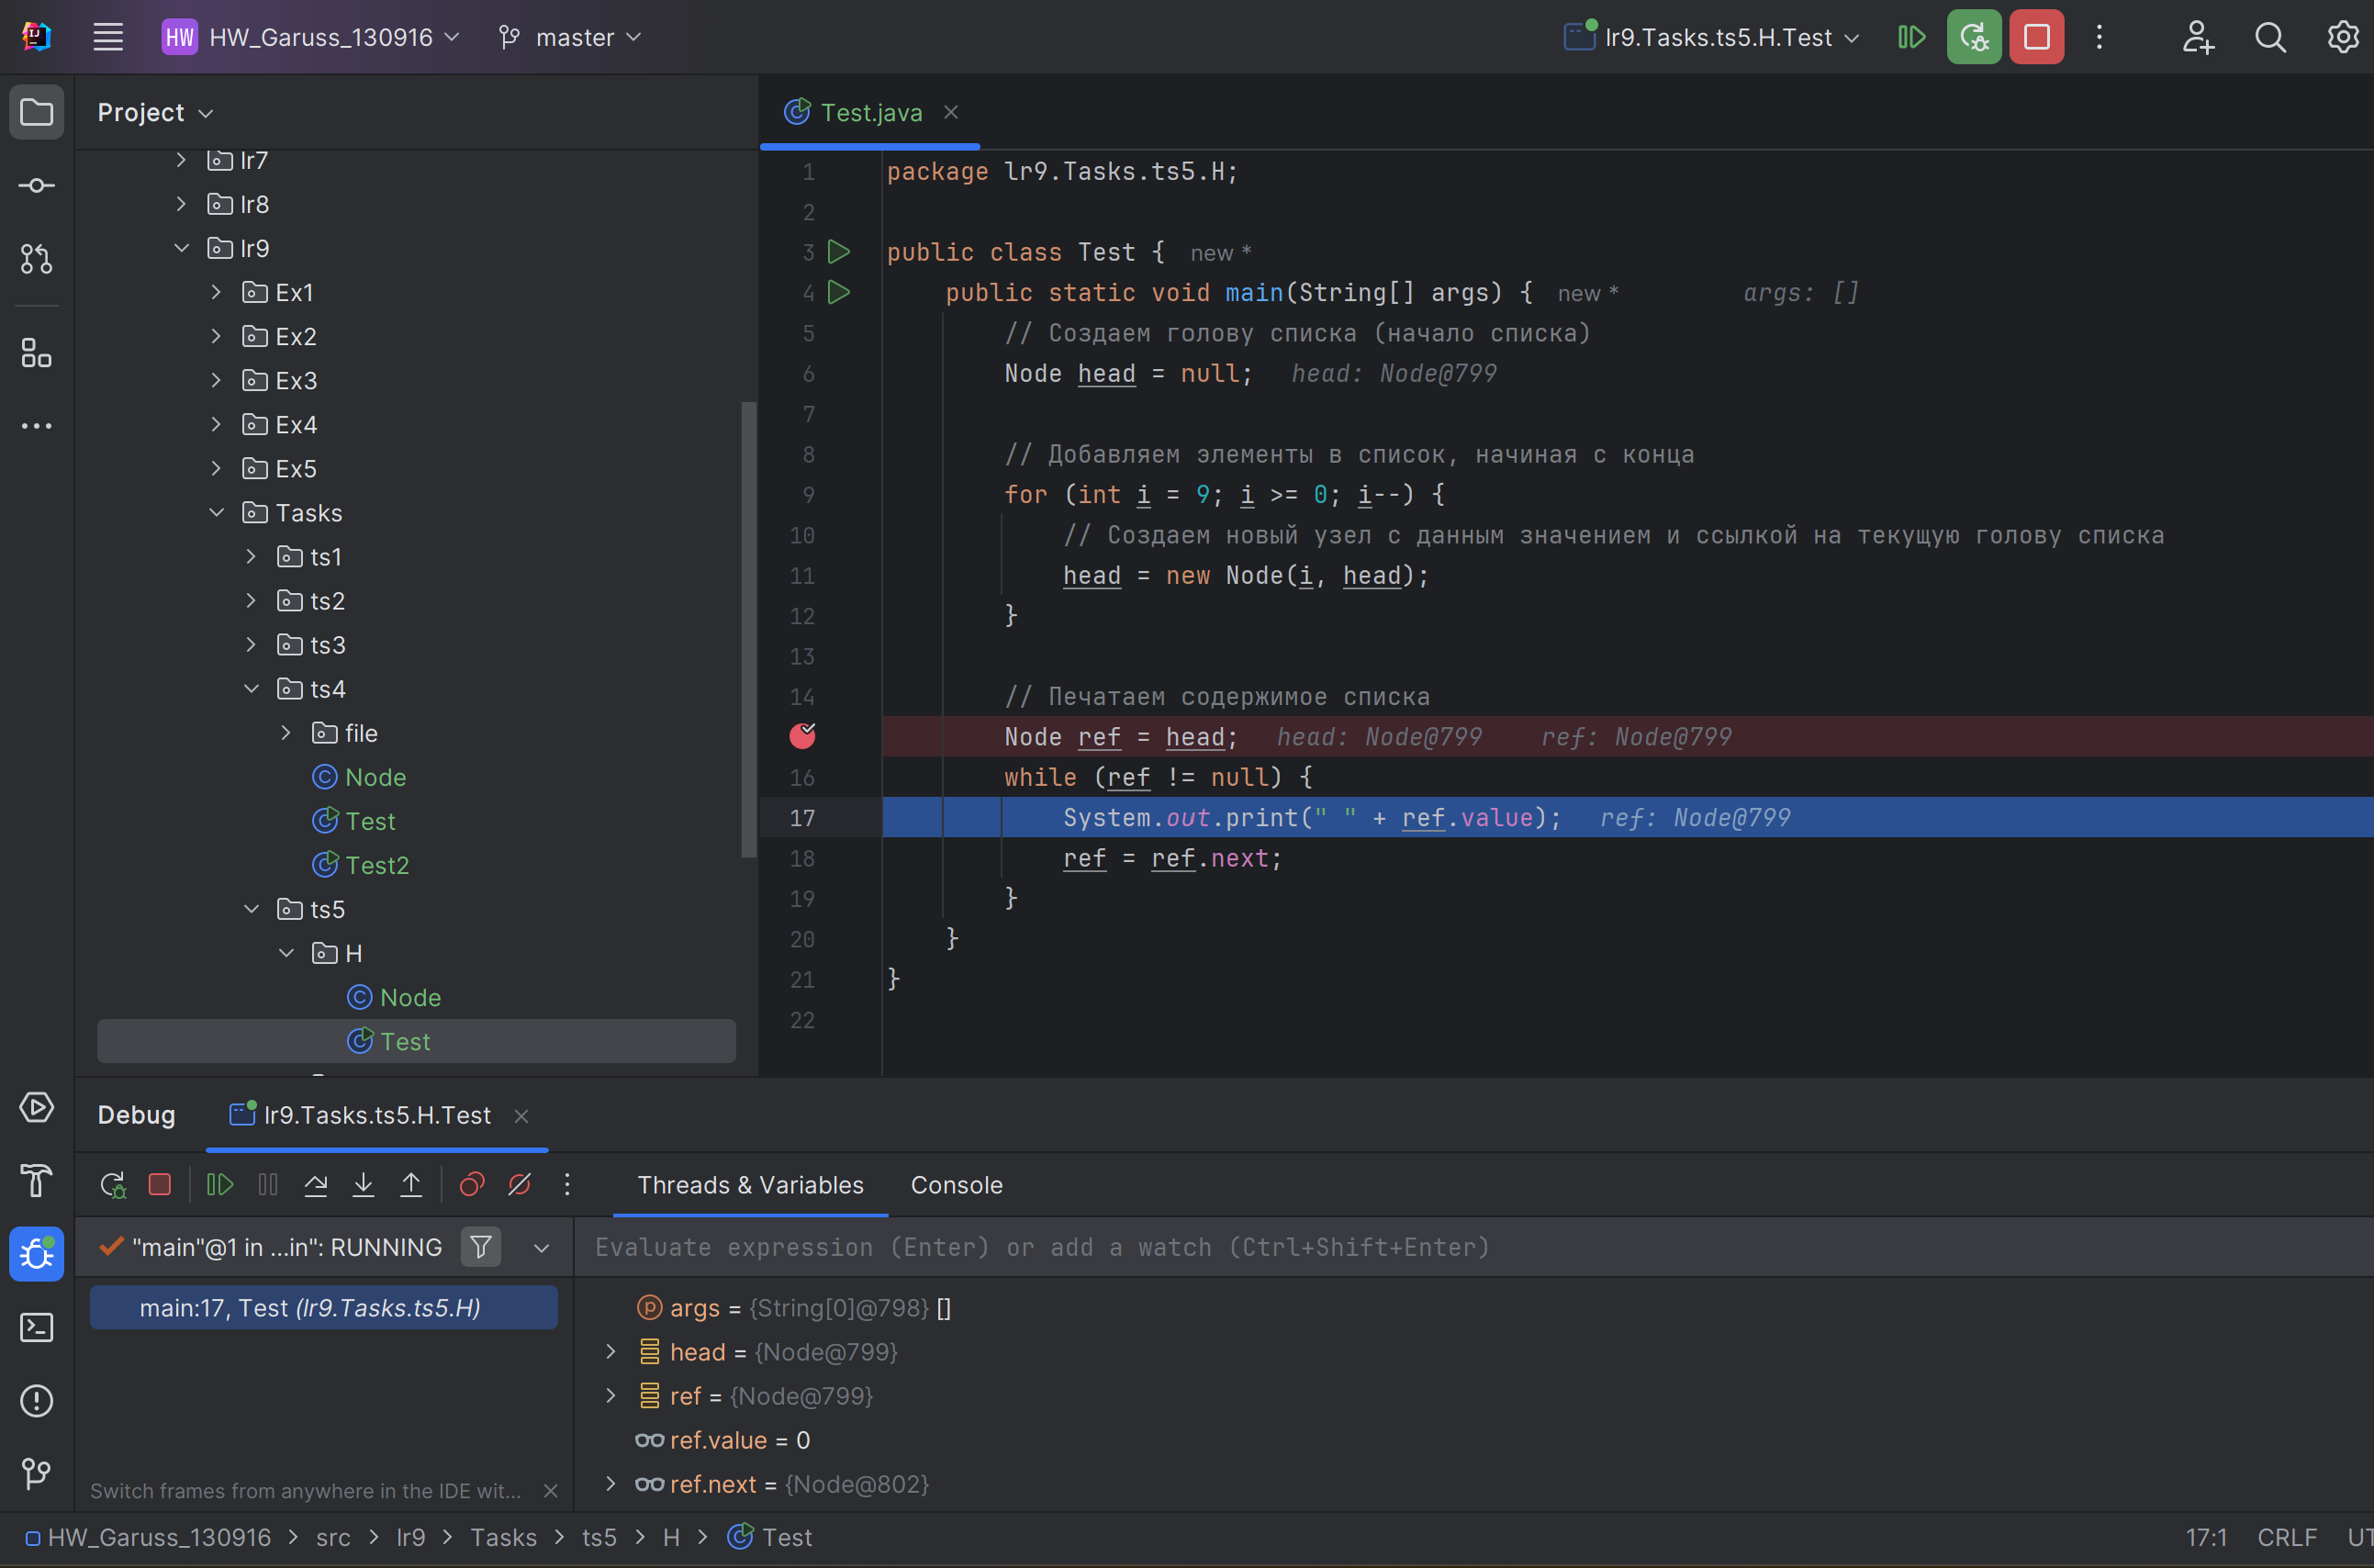 HW HW_Garuss_130916 master lr9.Tasks.ts5.H.Test
Project
lr7
lr8
lr9
Ex1
Ex2
Ex3
Ex4
Ex5
Tasks
ts1
ts2
ts3
ts4
file
Node
Test
Test2
ts5
H
Node
Test
Test.java
1 package lr9.Tasks.ts5.H;
2
3 public class Test { new *
4 public static void main(String[] args) { new * args: []
5 // Создаем голову списка (начало списка)
6 Node head = null; head: Node@799
7
8 // Добавляем элементы в список, начиная с конца
9 for (int i = 9; i >= 0; i--) {
10 // Создаем новый узел с данным значением и ссылкой на текущую голову списка
11 head = new Node(i, head);
12 }
13
14 // Печатаем содержимое списка
Node ref = head; head: Node@799 ref: Node@799
16 while (ref != null) {
17 System.out.print(" " + ref.value); ref: Node@799
18 ref = ref.next;
19 }
20 }
21 }
22
Debug lr9.Tasks.ts5.H.Test
Threads & Variables Console
"main"@1 in ...in": RUNNING
main:17, Test (lr9.Tasks.ts5.H)
Switch frames from anywhere in the IDE wit...
Evaluate expression (Enter) or add a watch (Ctrl+Shift+Enter)
args = {String[0]@798} []
head = {Node@799}
ref = {Node@799}
ref.value = 0
ref.next = {Node@802}
HW_Garuss_130916 src lr9 Tasks ts5 H Test 17:1 CRLF UT